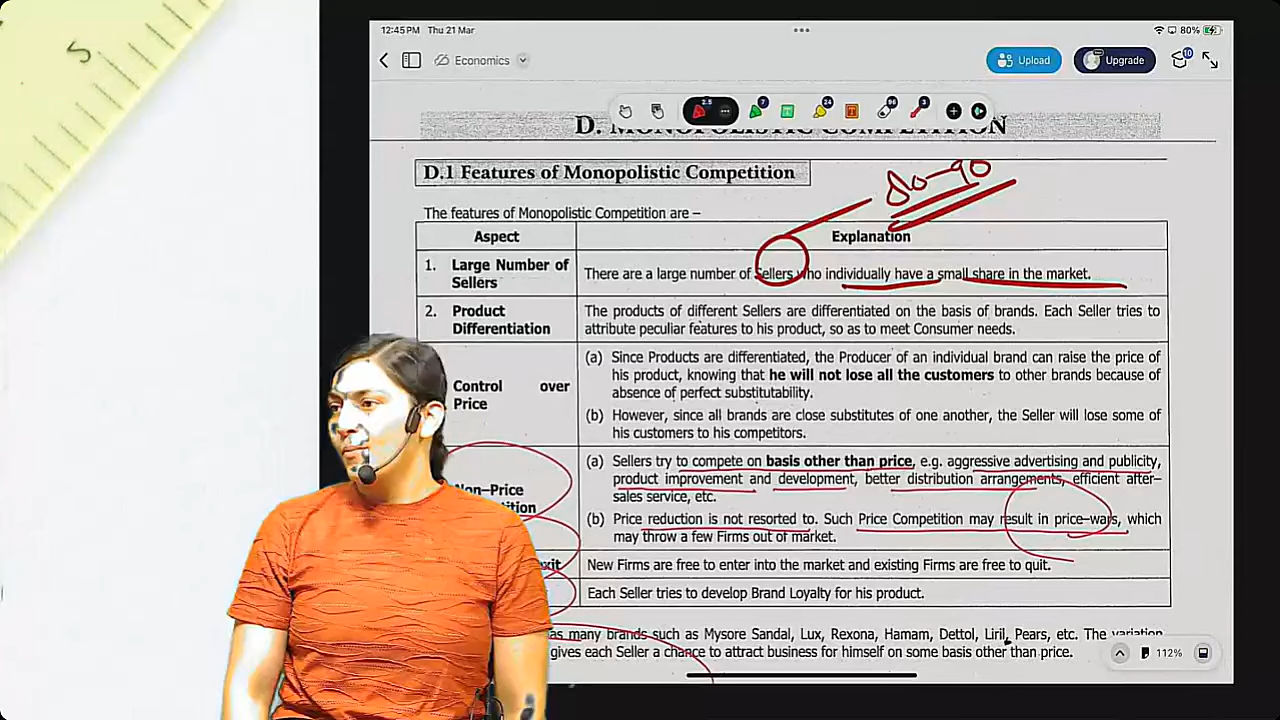 5
12:45 PM Thu 21 Mar
80%
Economics
Upload
Upgrade
10
2.5
7
24
96
3
D. MONOPOLISTIC COMPETITION
D.1 Features of Monopolistic Competition
80-90
The features of Monopolistic Competition are –
Aspect Explanation
1. Large Number of Sellers
There are a large number of Sellers who individually have a small share in the market.
2. Product Differentiation
The products of different Sellers are differentiated on the basis of brands. Each Seller tries to
attribute peculiar features to his product, so as to meet Consumer needs.
Control over
Price
(a) Since Products are differentiated, the Producer of an individual brand can raise the price of
his product, knowing that he will not lose all the customers to other brands because of
absence of perfect substitutability.
(b) However, since all brands are close substitutes of one another, the Seller will lose some of
his customers to his competitors.
Non–Price
(a) Sellers try to compete on basis other than price, e.g. aggressive advertising and publicity,
product improvement and development, better distribution arrangements, efficient after–
sales service, etc.
(b) Price reduction is not resorted to. Such Price Competition may result in price–wars, which
may throw a few Firms out of market.
New Firms are free to enter into the market and existing Firms are free to quit.
Each Seller tries to develop Brand Loyalty for his product.
as many brands such as Mysore Sandal, Lux, Rexona, Hamam, Dettol, Liril, Pears, etc. The variation
gives each Seller a chance to attract business for himself on some basis other than price.
112%